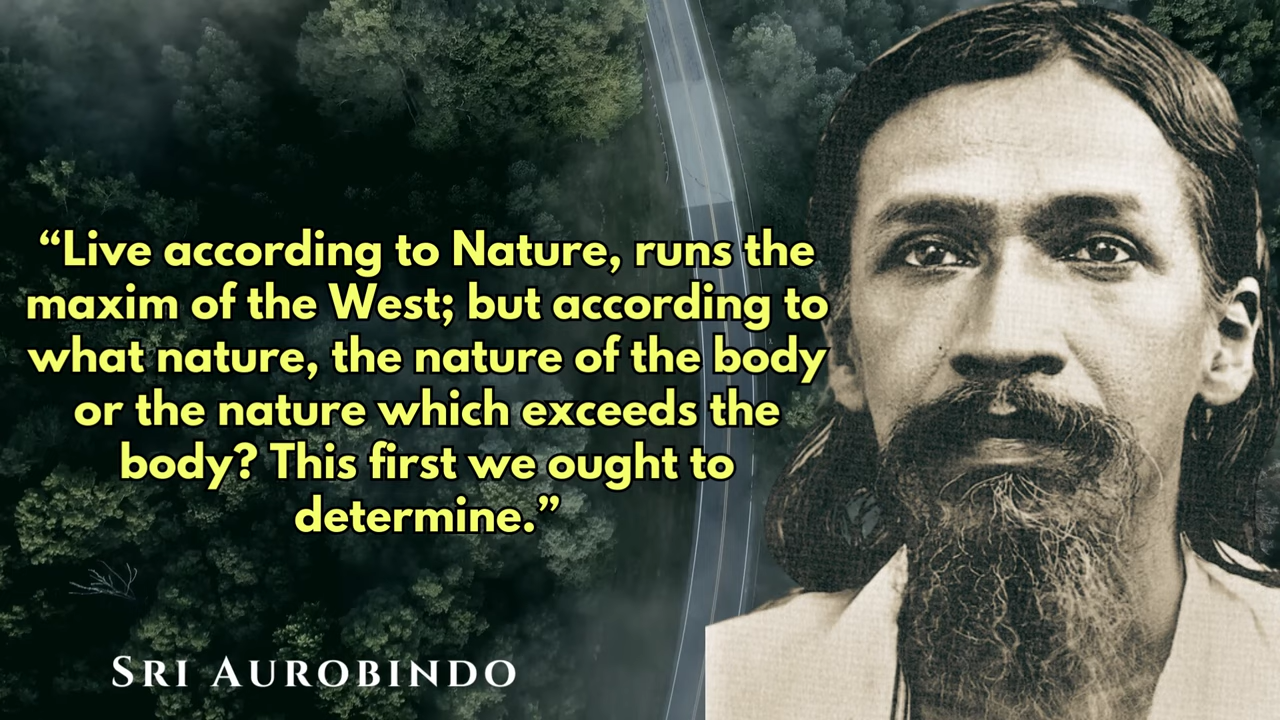 “Live according to Nature, runs the
maxim of the West; but according to
what nature, the nature of the body
or the nature which exceeds the
body? This first we ought to
determine.”
SRI AUROBINDO